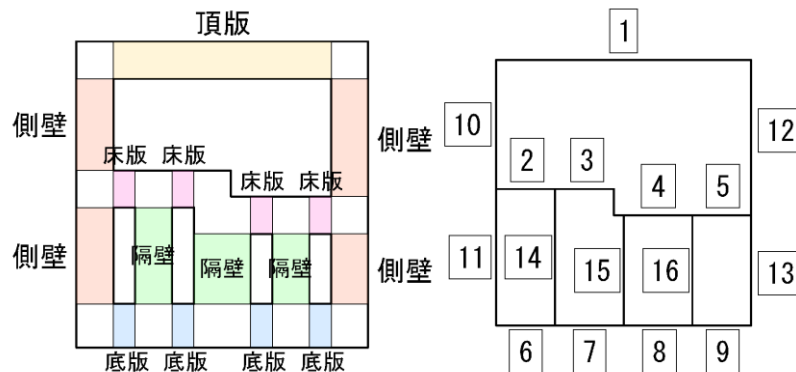 頂版
側壁
側壁
床版 床版
床版 床版
側壁
隔壁 隔壁 隔壁
側壁
底版 底版 底版 底版
1
10
12
2 3
4 5
11 14 15 16 13
6 7 8 9